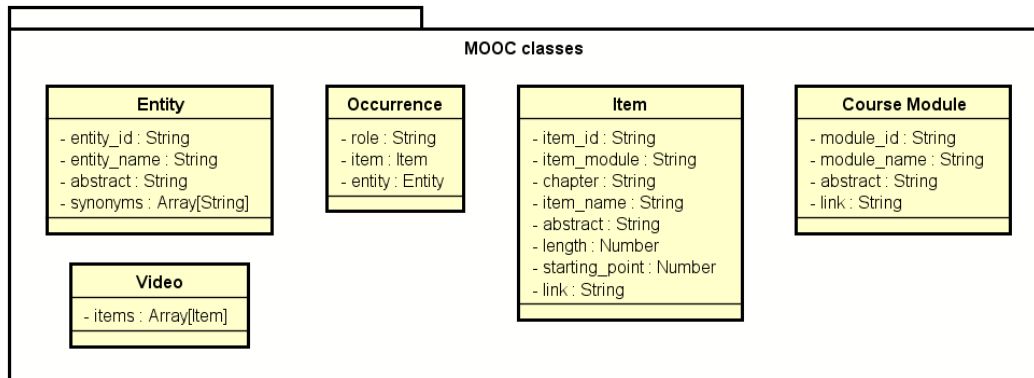 MOOC classes
Entity
- entity_id : String
- entity_name : String
- abstract : String
- synonyms : Array[String]
Occurrence
- role : String
- item : Item
- entity : Entity
Item
- item_id : String
- item_module : String
- chapter : String
- item_name : String
- abstract : String
- length : Number
- starting_point : Number
- link : String
Course Module
- module_id : String
- module_name : String
- abstract : String
- link : String
Video
- items : Array[Item]